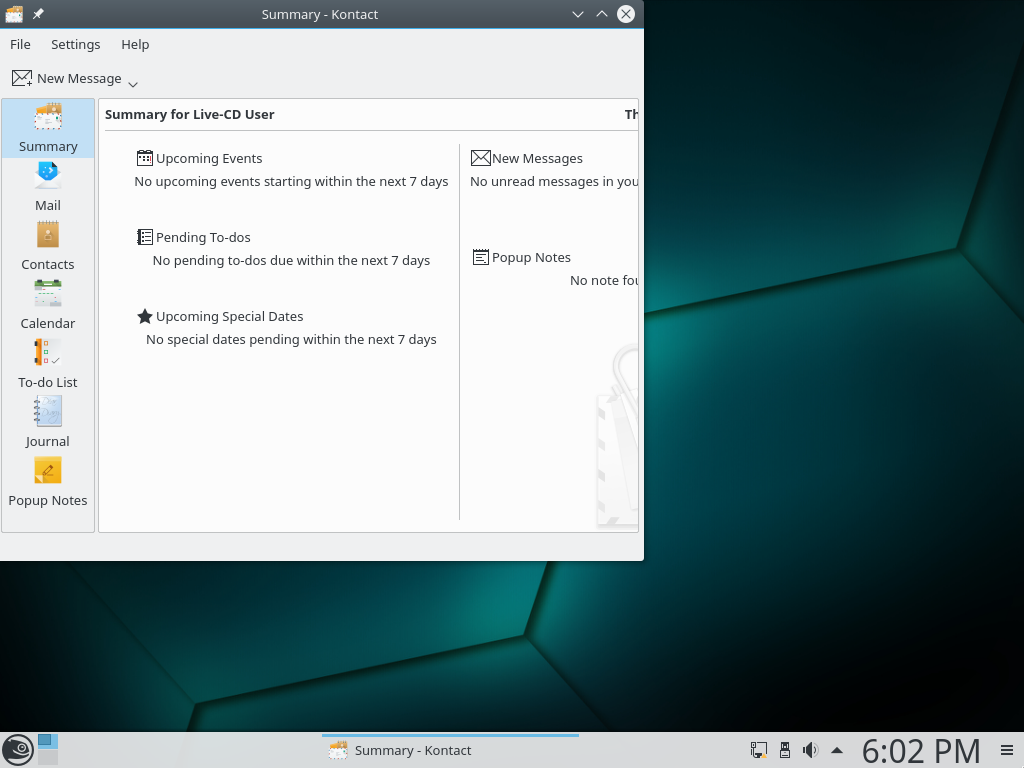 Summary - Kontact
File Settings Help
New Message
Summary
Mail
Contacts
Calendar
To-do List
Journal
Popup Notes
Summary for Live-CD User
Th
Upcoming Events
No upcoming events starting within the next 7 days
Pending To-dos
No pending to-dos due within the next 7 days
Upcoming Special Dates
No special dates pending within the next 7 days
New Messages
No unread messages in you
Popup Notes
No note fou
Summary - Kontact
6:02 PM